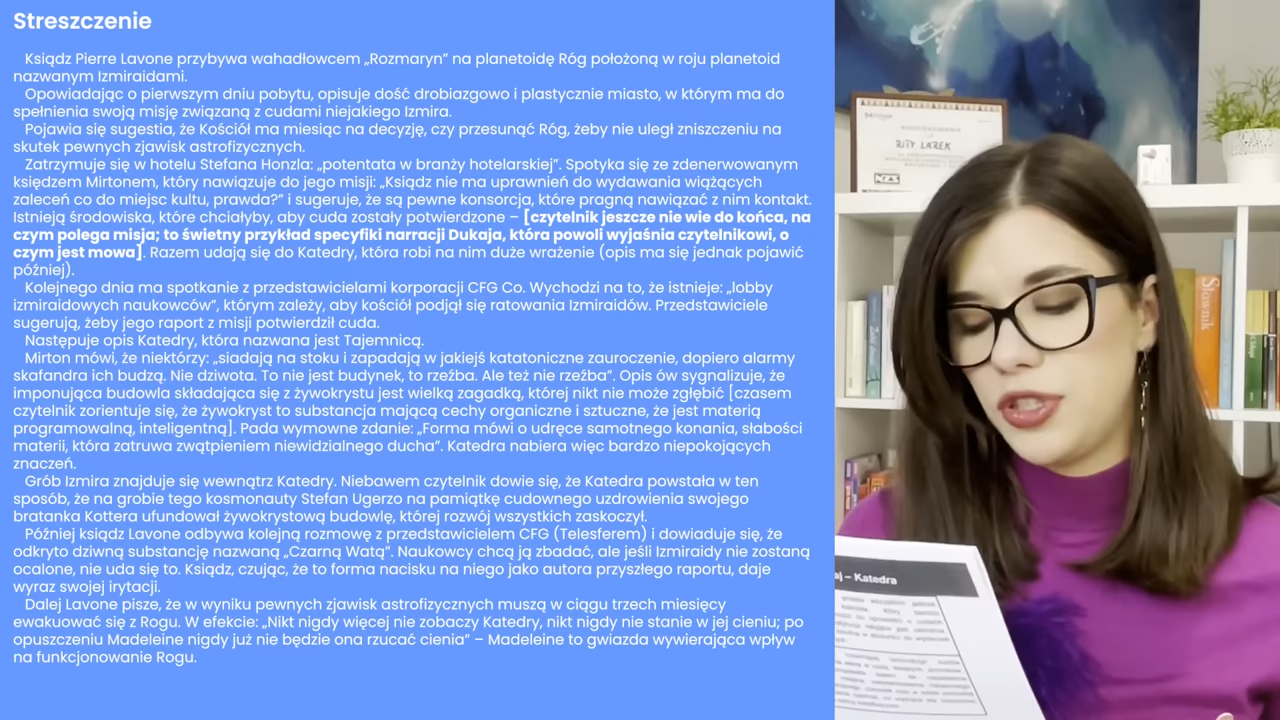 Streszczenie
Ksiądz Pierre Lavone przybywa wahadłowcem „Rozmaryn” na planetoidę Róg położoną w roju planetoid
nazwanym Izmiraidami.
Opowiadając o pierwszym dniu pobytu, opisuje dość drobiazgowo i plastycznie miasto, w którym ma do
spełnienia swoją misję związaną z cudami niejakiego Izmira.
Pojawia się sugestia, że Kościół ma miesiąc na decyzję, czy przesunąć Róg, żeby nie uległ zniszczeniu na
skutek pewnych zjawisk astrofizycznych.
Zatrzymuje się w hotelu Stefana Honzla: „potentata w branży hotelarskiej”. Spotyka się ze zdenerwowanym
księdzem Mirtonem, który nawiązuje do jego misji: „Ksiądz nie ma uprawnień do wydawania wiążących
zaleceń co do miejsc kultu, prawda?” i sugeruje, że są pewne konsorcja, które pragną nawiązać z nim kontakt.
Istnieją środowiska, które chciałyby, aby cuda zostały potwierdzone – [czytelnik jeszcze nie wie do końca, na
czym polega misja; to świetny przykład specyfiki narracji Dukaja, która powoli wyjaśnia czytelnikowi, o
czym jest mowa]. Razem udają się do Katedry, która robi na nim duże wrażenie (opis ma się jednak pojawić
później).
Kolejnego dnia ma spotkanie z przedstawicielami korporacji CFG Co. Wychodzi na to, że istnieje: „lobby
izmiraidowych naukowców”, którym zależy, aby kościół podjął się ratowania Izmiraidów. Przedstawiciele
sugerują, żeby jego raport z misji potwierdził cuda.
Następuje opis Katedry, która nazwana jest Tajemnicą.
Mirton mówi, że niektórzy: „siadają na stoku i zapadają w jakiejś katatoniczne zauroczenie, dopiero alarmy
skafandra ich budzą. Nie dziwota. To nie jest budynek, to rzeźba. Ale też nie rzeźba”. Opis ów sygnalizuje, że
imponująca budowla składająca się z żywokrystu jest wielką zagadką, której nikt nie może zgłębić [czasem
czytelnik zorientuje się, że żywokryst to substancja mającą cechy organiczne i sztuczne, że jest materią
programowalną, inteligentną]. Pada wymowne zdanie: „Forma mówi o udręce samotnego konania, słabości
materii, która zatruwa zwątpieniem niewidzialnego ducha”. Katedra nabiera więc bardzo niepokojących
znaczeń.
Grób Izmira znajduje się wewnątrz Katedry. Niebawem czytelnik dowie się, że Katedra powstała w ten
sposób, że na grobie tego kosmonauty Stefan Ugerzo na pamiątkę cudownego uzdrowienia swojego
bratanka Kottera ufundował żywokrystową budowlę, której rozwój wszystkich zaskoczył.
Później ksiądz Lavone odbywa kolejną rozmowę z przedstawicielem CFG (Telesferem) i dowiaduje się, że
odkryto dziwną substancję nazwaną „Czarną Watą”. Naukowcy chcą ją zbadać, ale jeśli Izmiraidy nie zostaną
ocalone, nie uda się to. Ksiądz, czując, że to forma nacisku na niego jako autora przyszłego raportu, daje
wyraz swojej irytacji.
Dalej Lavone pisze, że w wyniku pewnych zjawisk astrofizycznych muszą w ciągu trzech miesięcy
ewakuować się z Rogu. W efekcie: „Nikt nigdy więcej nie zobaczy Katedry, nikt nigdy nie stanie w jej cieniu; po
opuszczeniu Madeleine nigdy już nie będzie ona rzucać cienia” – Madeleine to gwiazda wywierająca wpływ
na funkcjonowanie Rogu.
RITY LAREK
Słownik
– Katedra